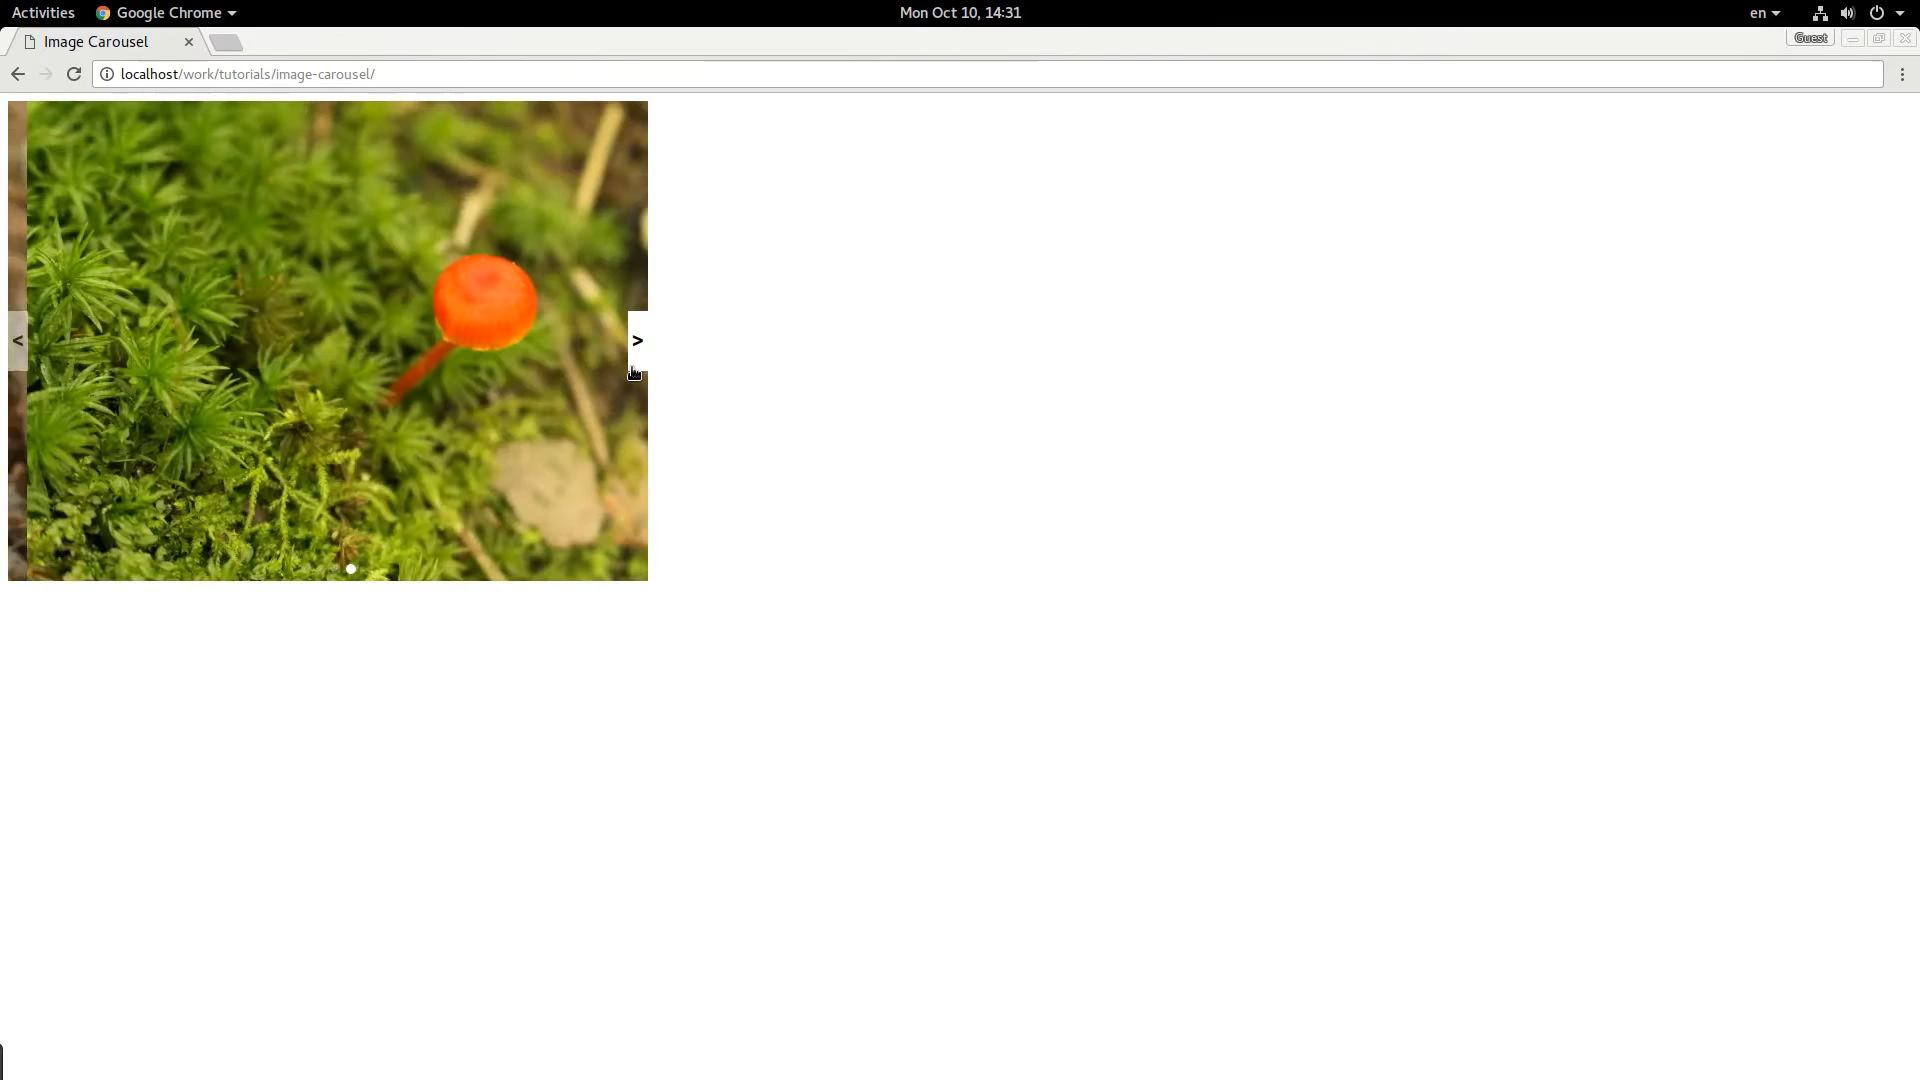 Activities Google Chrome Mon Oct 10, 14:31 en
Image Carousel Guest
localhost/work/tutorials/image-carousel/
< >